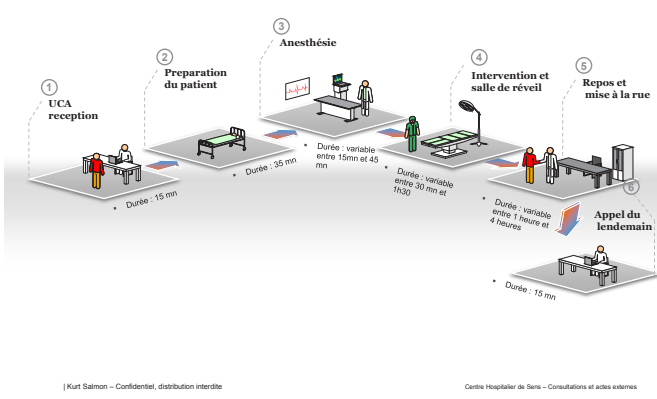 1
UCA
reception
Durée : 15 mn
2
Preparation
du patient
Durée : 35 mn
3
Anesthésie
Durée : variable
entre 15mn et 45
mn
4
Intervention et
salle de réveil
Durée : variable
entre 30 mn et
1h30
5
Repos et
mise à la rue
Durée : variable
entre 1 heure et
4 heures
6
Appel du
lendemain
Durée : 15 mn
| Kurt Salmon – Confidentiel, distribution interdite
Centre Hospitalier de Sens – Consultations et actes externes